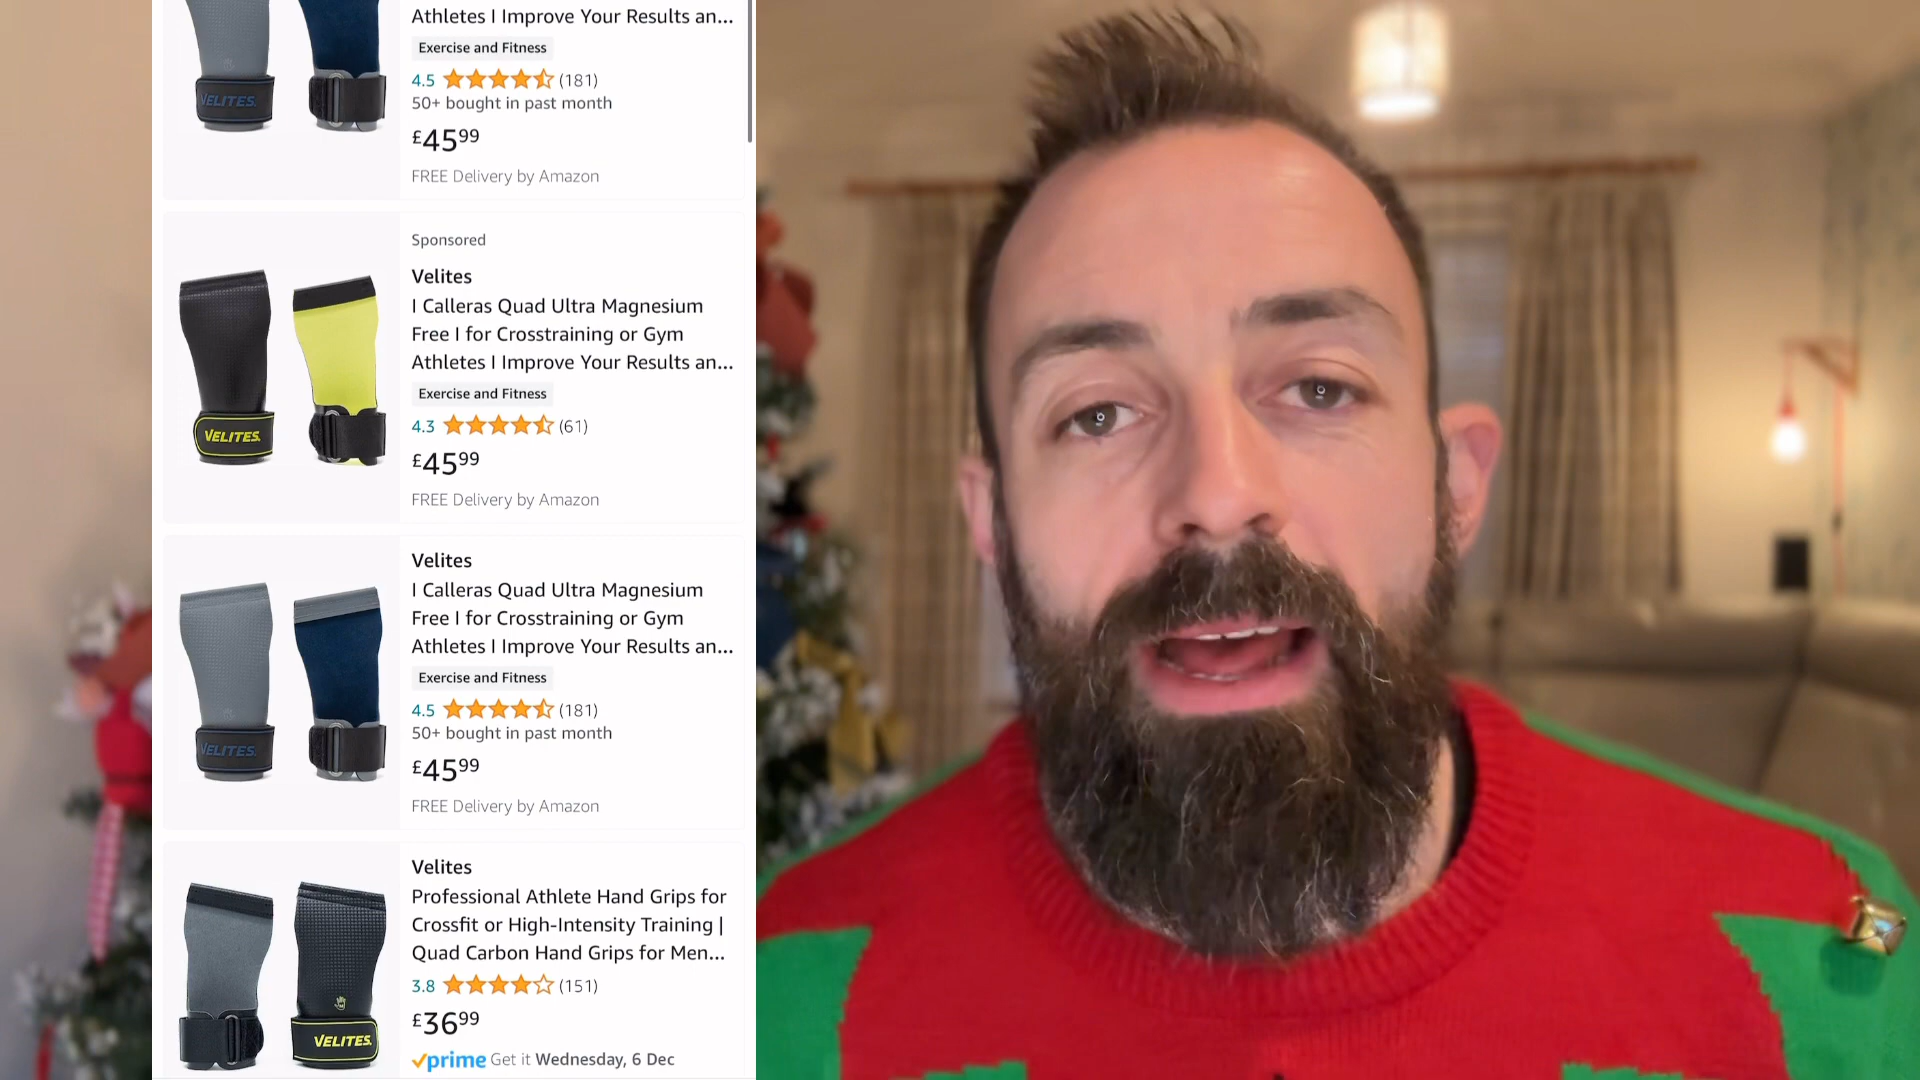 Athletes I Improve Your Results an...
Exercise and Fitness
4.5 (181)
50+ bought in past month
£4599
FREE Delivery by Amazon
VELITES.
Sponsored
Velites
I Calleras Quad Ultra Magnesium
Free I for Crosstraining or Gym
Athletes I Improve Your Results an...
Exercise and Fitness
4.3 (61)
£4599
FREE Delivery by Amazon
VELITES.
Velites
I Calleras Quad Ultra Magnesium
Free I for Crosstraining or Gym
Athletes I Improve Your Results an...
Exercise and Fitness
4.5 (181)
50+ bought in past month
£4599
FREE Delivery by Amazon
VELITES.
Velites
Professional Athlete Hand Grips for
Crossfit or High-Intensity Training |
Quad Carbon Hand Grips for Men...
3.8 (151)
£3699
prime Get it Wednesday, 6 Dec
VELITES.